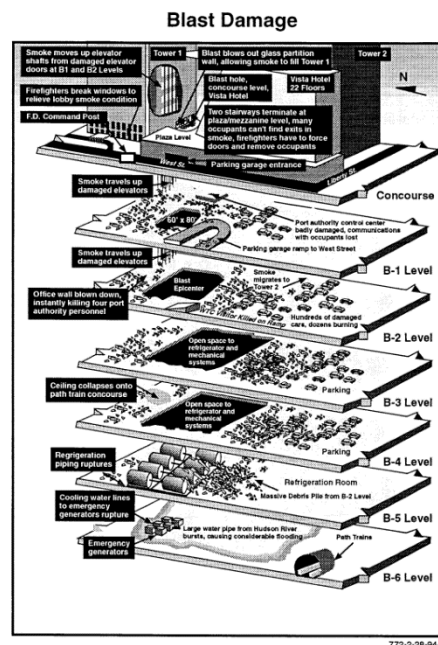 Blast Damage
Smoke moves up elevator
shafts from damaged elevator
doors at B1 and B2 Levels
Tower 1
Blast blows out glass partition
wall, allowing smoke to fill Tower 1
Tower 2
Firefighters break windows to
relieve lobby smoke condition
Blast hole,
concourse level,
Vista Hotel
Vista Hotel
22 Floors
N
F.D. Command Post
Plaza Level
Two stairways terminate at
plaza/mezzanine level, many
occupants can't find exits in
smoke, firefighters have to force
doors and remove occupants
West St.
Parking garage entrance
Liberty St
Concourse
Smoke travels up
damaged elevators
60' x 80'
Port authority control center
badly damaged, communications
with occupants lost
Parking garage ramp to West Street
B-1 Level
Smoke travels up
damaged elevators
Smoke
migrates to
Tower 2
Blast
Epicenter
Office wall blown down,
instantly killing four port
authority personnel
WTC Visitor Killed on Ramp
Hundreds of damaged
cars, dozens burning
B-2 Level
Open space to
refrigerator and
mechanical
systems
Parking
B-3 Level
Ceiling collapses onto
path train concourse
Open space to
refrigerator and
mechanical
systems
Parking
B-4 Level
Regrigeration
piping ruptures
Refrigeration Room
Massive Debris Pile from B-2 Level
B-5 Level
Cooling water lines
to emergency
generators rupture
Large water pipe from Hudson River
bursts, causing considerable flooding
Path Trains
Emergency
generators
B-6 Level
772-2-28-94